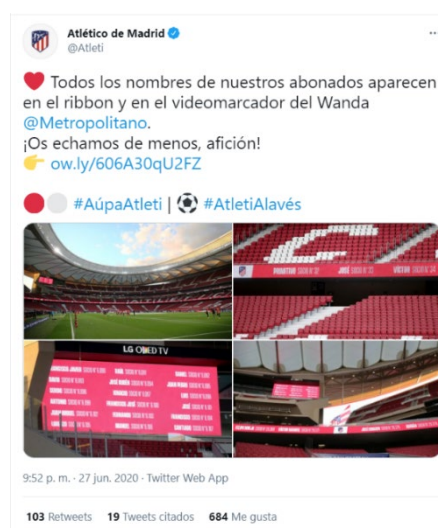 Atlético de Madrid
@Atleti
❤️ Todos los nombres de nuestros abonados aparecen
en el ribbon y en el videomarcador del Wanda
@Metropolitano.
¡Os echamos de menos, afición!
👉 ow.ly/606A30qU2FZ
🔴⚪ #AúpaAtleti | ⚽ #AtletiAlavés
LG OLED TV
9:52 p. m. · 27 jun. 2020 · Twitter Web App
103 Retweets 19 Tweets citados 684 Me gusta